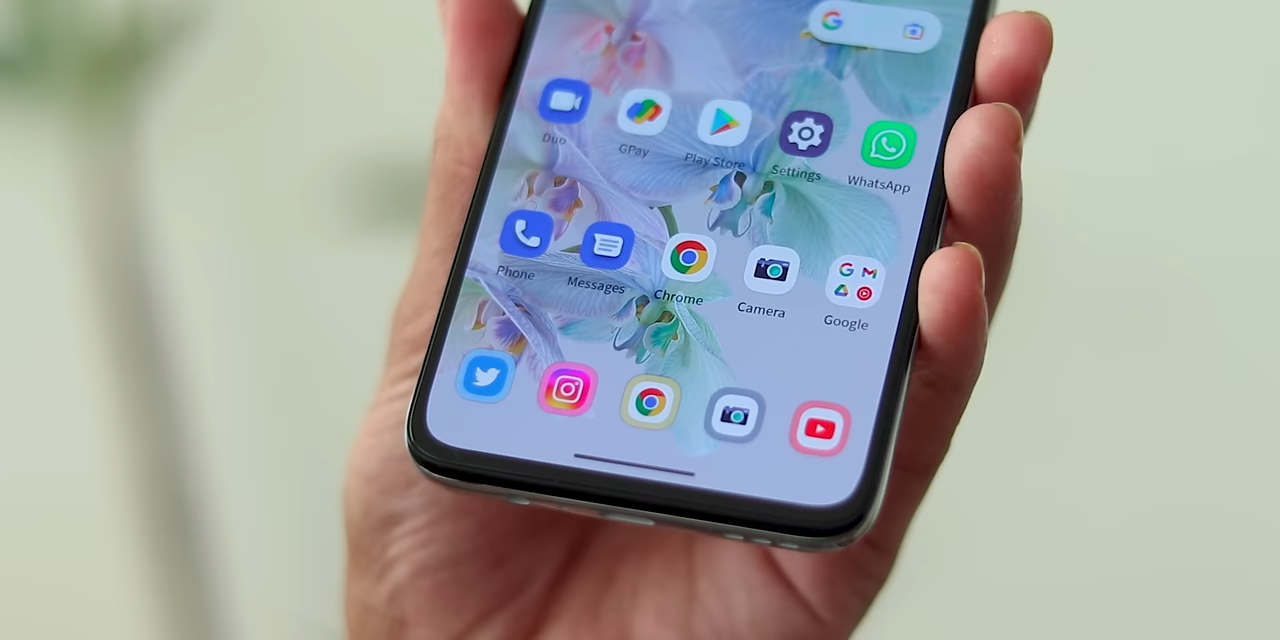 Duo
GPay
Play Store
Settings
WhatsApp
Phone
Messages
Chrome
Camera
Google